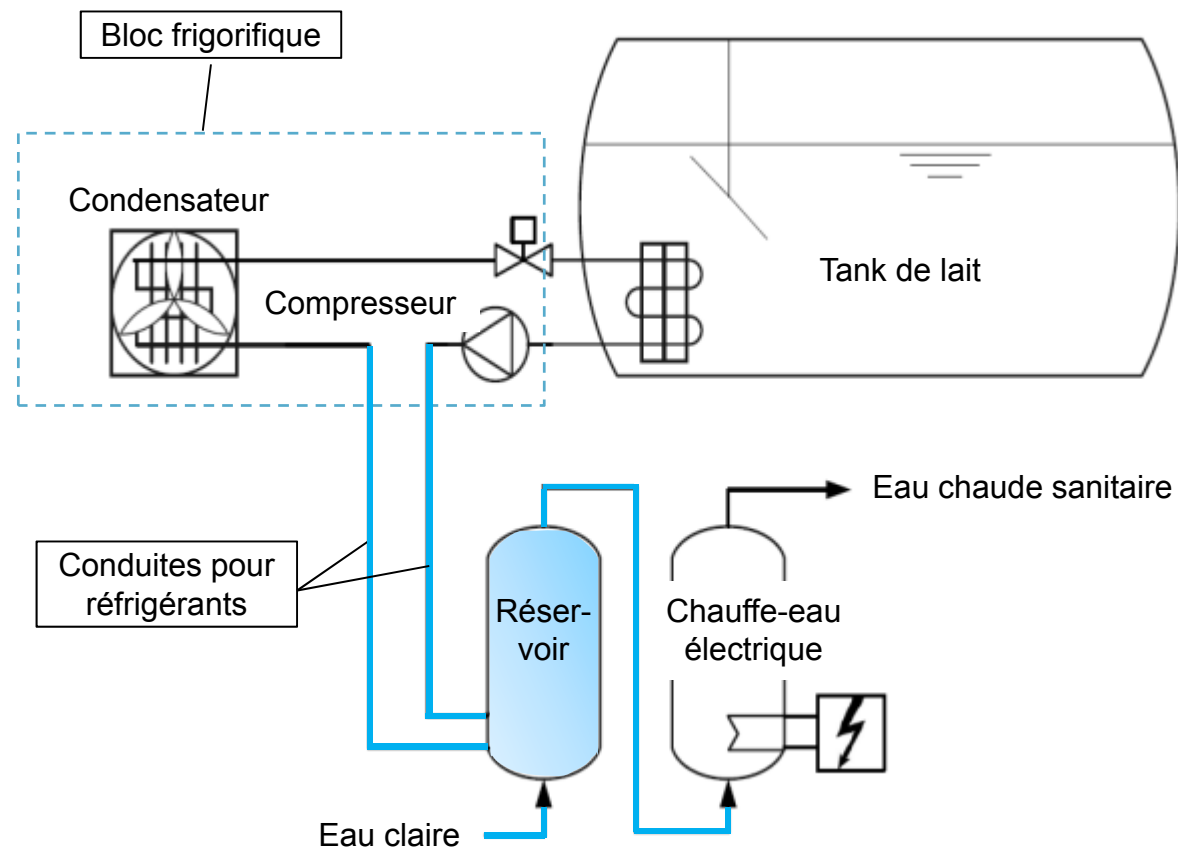 Bloc frigorifique
Condensateur
Compresseur
Tank de lait
Eau chaude sanitaire
Conduites pour
réfrigérants
Réser-
voir
Chauffe-eau
électrique
Eau claire